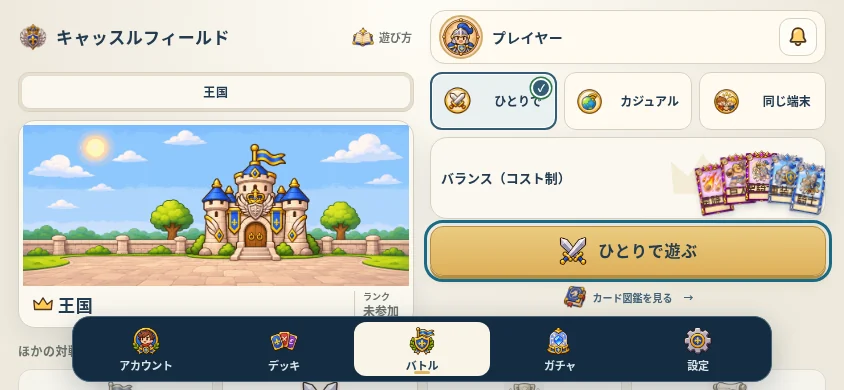 キャッスルフィールド
遊び方
王国
王国
ランク
未参加
ほかの対戦
プレイヤー
ひとりで
カジュアル
同じ端末
バランス（コスト制）
ひとりで遊ぶ
カード図鑑を見る →
アカウント
デッキ
バトル
ガチャ
設定